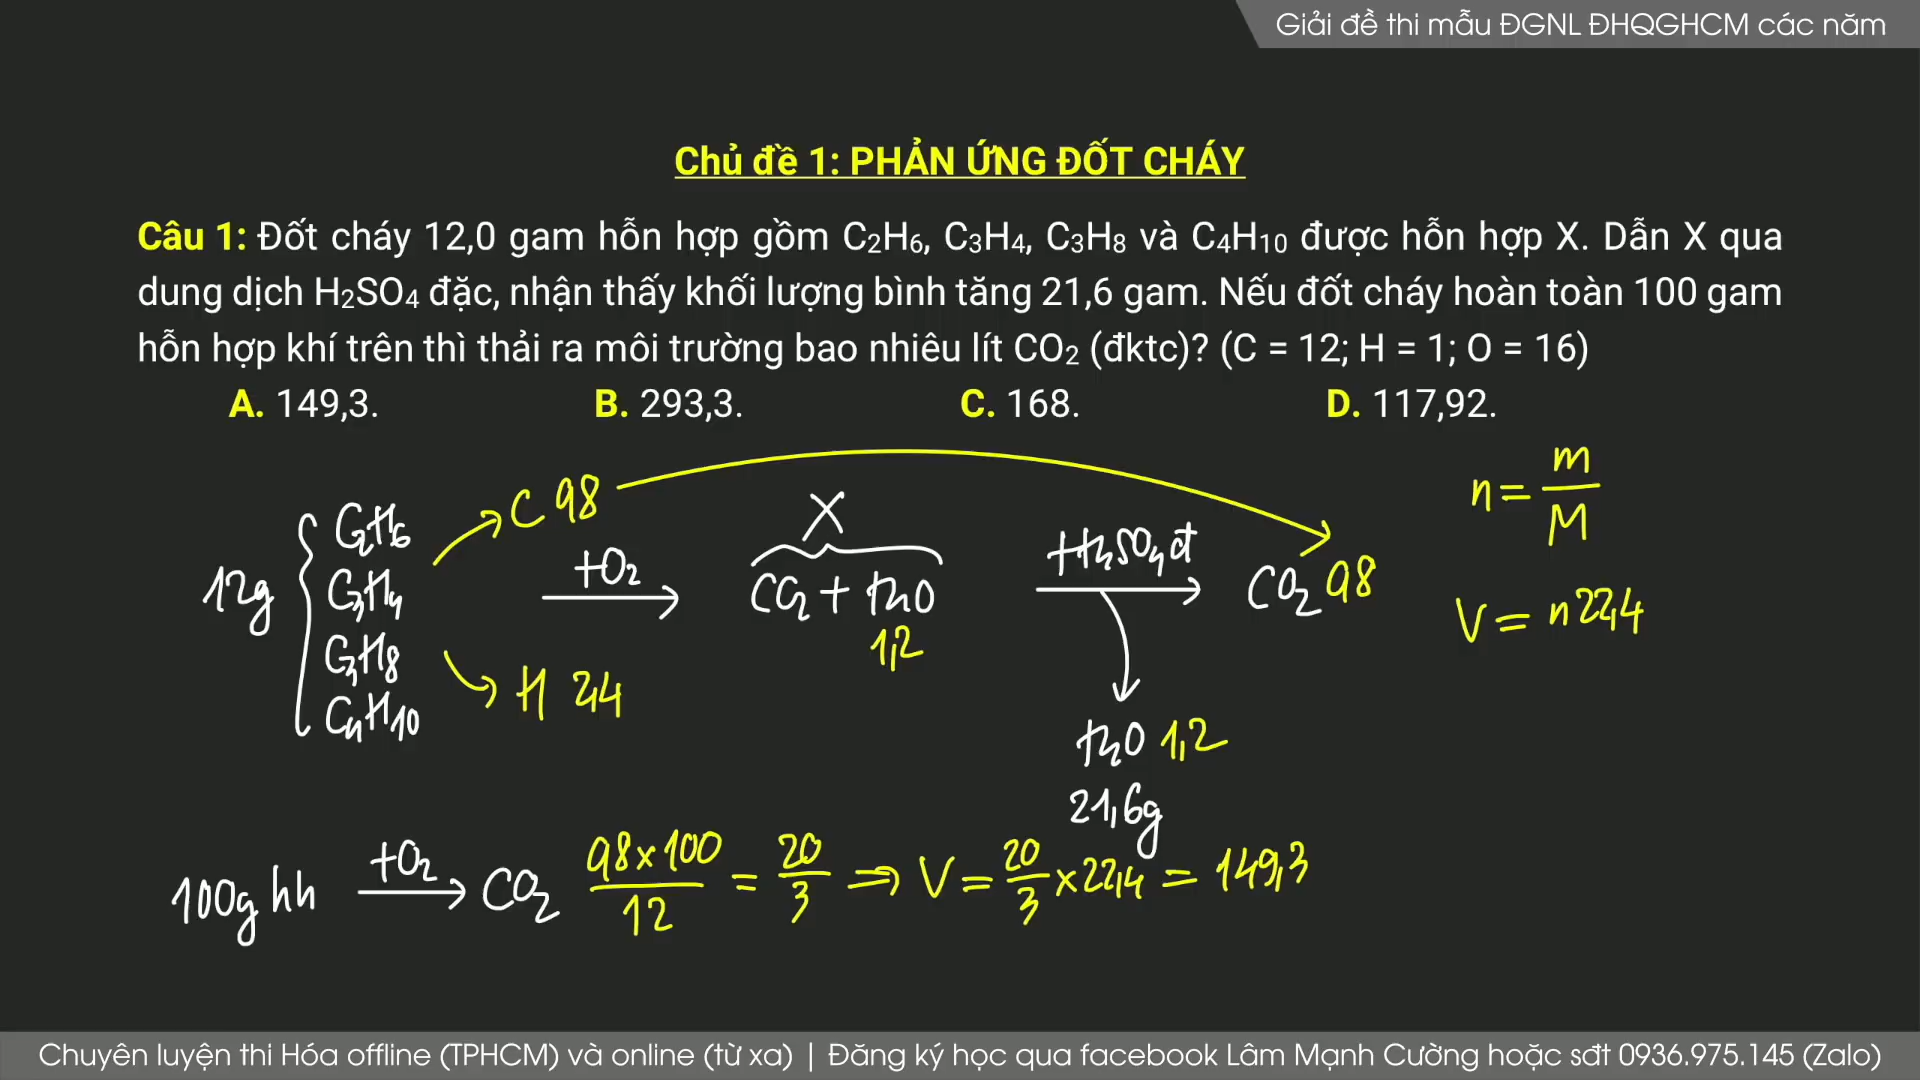 Giải đề thi mẫu ĐGNL ĐHQGHCM các năm
Chủ đề 1: PHẢN ỨNG ĐỐT CHÁY
Câu 1: Đốt cháy 12,0 gam hỗn hợp gồm C₂H₆, C₃H₄, C₃H₈ và C₄H₁₀ được hỗn hợp X. Dẫn X qua
dung dịch H₂SO₄ đặc, nhận thấy khối lượng bình tăng 21,6 gam. Nếu đốt cháy hoàn toàn 100 gam
hỗn hợp khí trên thì thải ra môi trường bao nhiêu lít CO₂ (đktc)? (C = 12; H = 1; O = 16)
A. 149,3. B. 293,3. C. 168. D. 117,92.
12g
C₂H₆
C₃H₄
C₃H₈
C₄H₁₀
C 0,8
H 2,4
+O₂
X
CO₂ + H₂O
1,2
+H₂SO₄ đ
CO₂ 0,8
H₂O 1,2
21,6g
n = m/M
V = n22,4
100g hh +O₂ → CO₂ 0,8×100/12 = 20/3 ⇒ V = 20/3 × 22,4 = 149,3
Chuyên luyện thi Hóa offline (TPHCM) và online (từ xa) | Đăng ký học qua facebook Lâm Mạnh Cường hoặc sđt 0936.975.145 (Zalo)